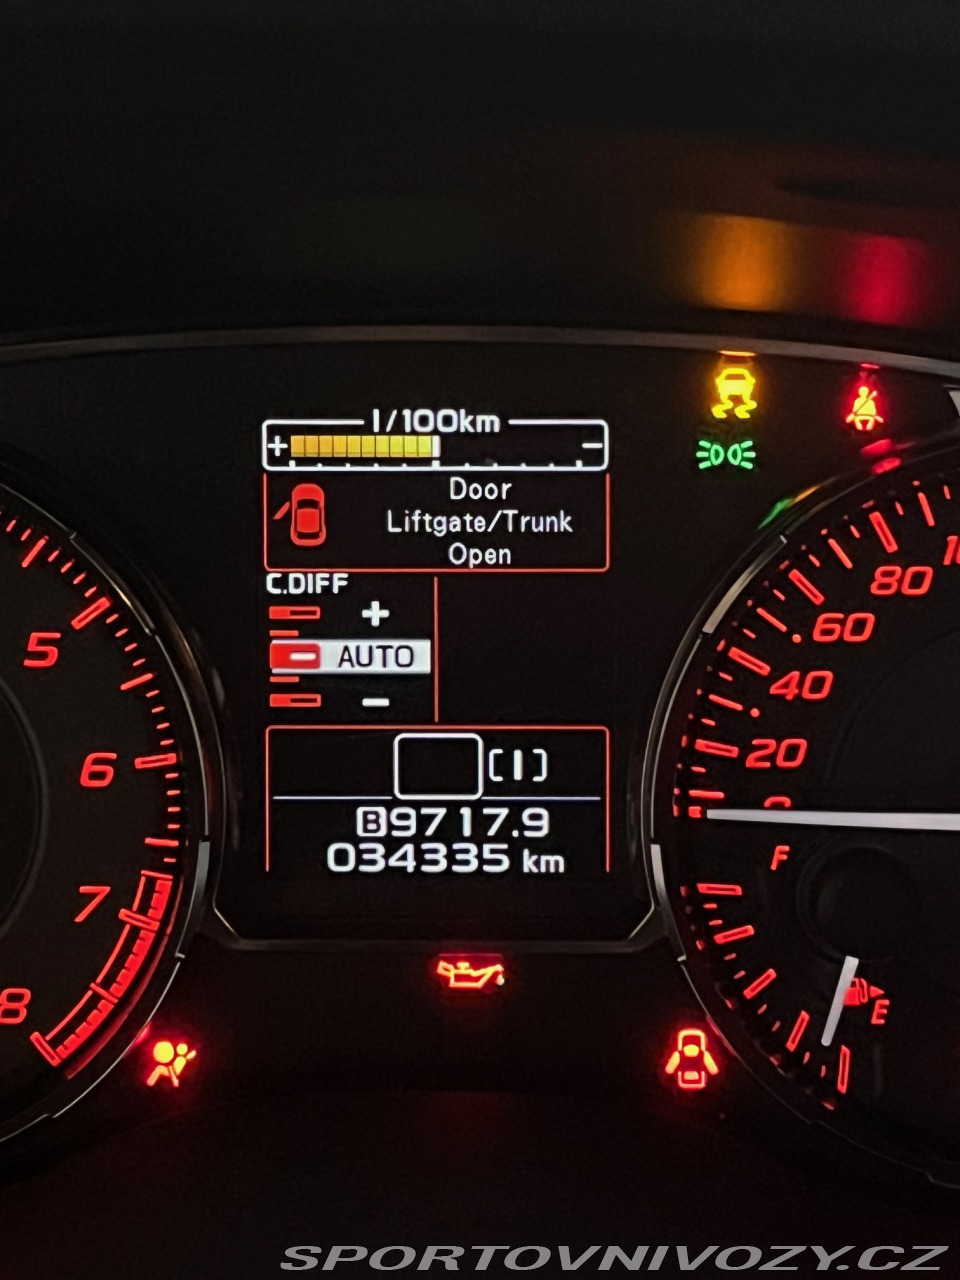 l/100km
+ -
Door
Liftgate/Trunk
Open
C.DIFF
+
AUTO
-
5
6
7
8
20
40
60
80
[I]
B9717.9
034335 km
F
E
SPORTOVNIVOZY.CZ